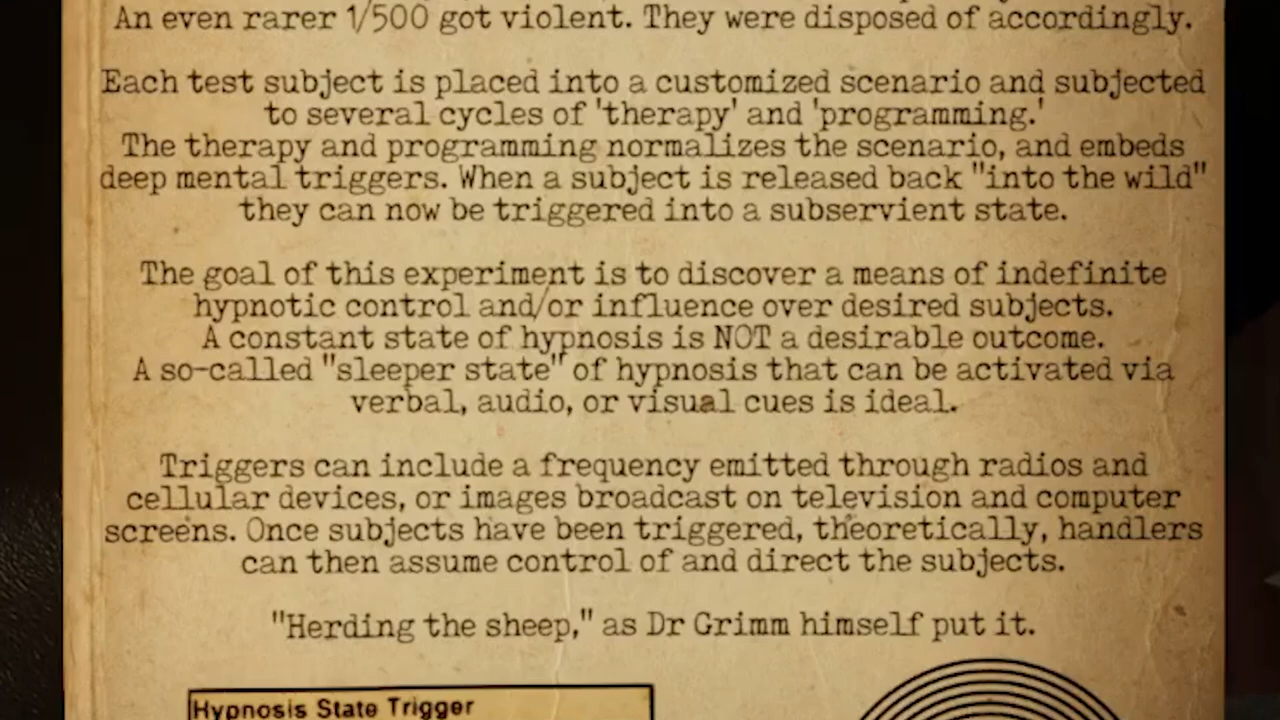 An even rarer 1/500 got violent. They were disposed of accordingly.
Each test subject is placed into a customized scenario and subjected
to several cycles of 'therapy' and 'programming.'
The therapy and programming normalizes the scenario, and embeds
deep mental triggers. When a subject is released back "into the wild"
they can now be triggered into a subservient state.
The goal of this experiment is to discover a means of indefinite
hypnotic control and/or influence over desired subjects.
A constant state of hypnosis is NOT a desirable outcome.
A so-called "sleeper state" of hypnosis that can be activated via
verbal, audio, or visual cues is ideal.
Triggers can include a frequency emitted through radios and
cellular devices, or images broadcast on television and computer
screens. Once subjects have been triggered, theoretically, handlers
can then assume control of and direct the subjects.
"Herding the sheep," as Dr Grimm himself put it.
Hypnosis State Trigger